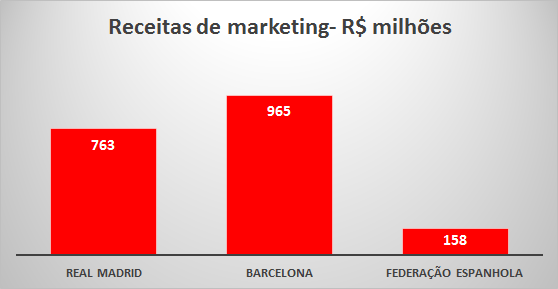 Receitas de marketing- R$ milhões
763
965
158
REAL MADRID
BARCELONA
FEDERAÇÃO ESPANHOLA